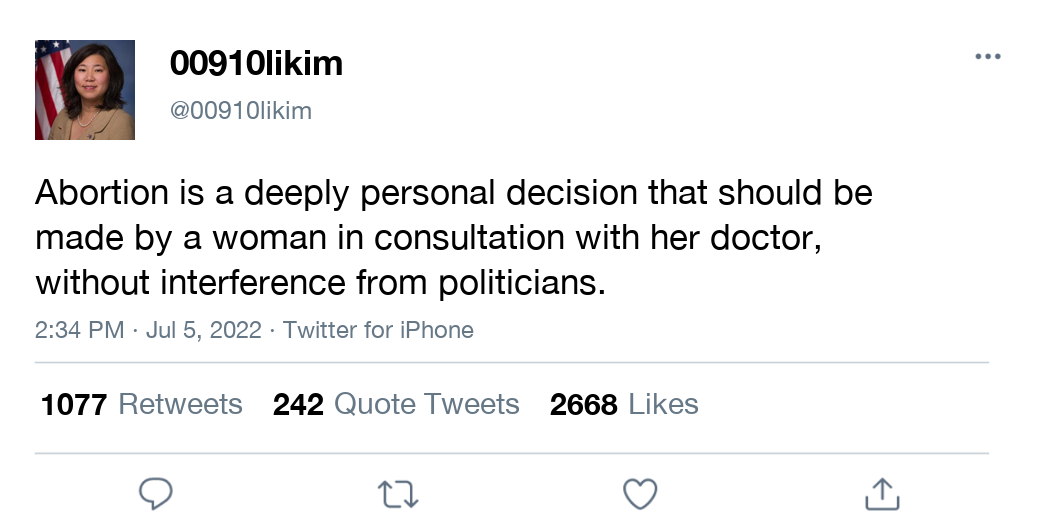 00910likim
@00910likim
Abortion is a deeply personal decision that should be
made by a woman in consultation with her doctor,
without interference from politicians.
2:34 PM · Jul 5, 2022 · Twitter for iPhone
1077 Retweets 242 Quote Tweets 2668 Likes